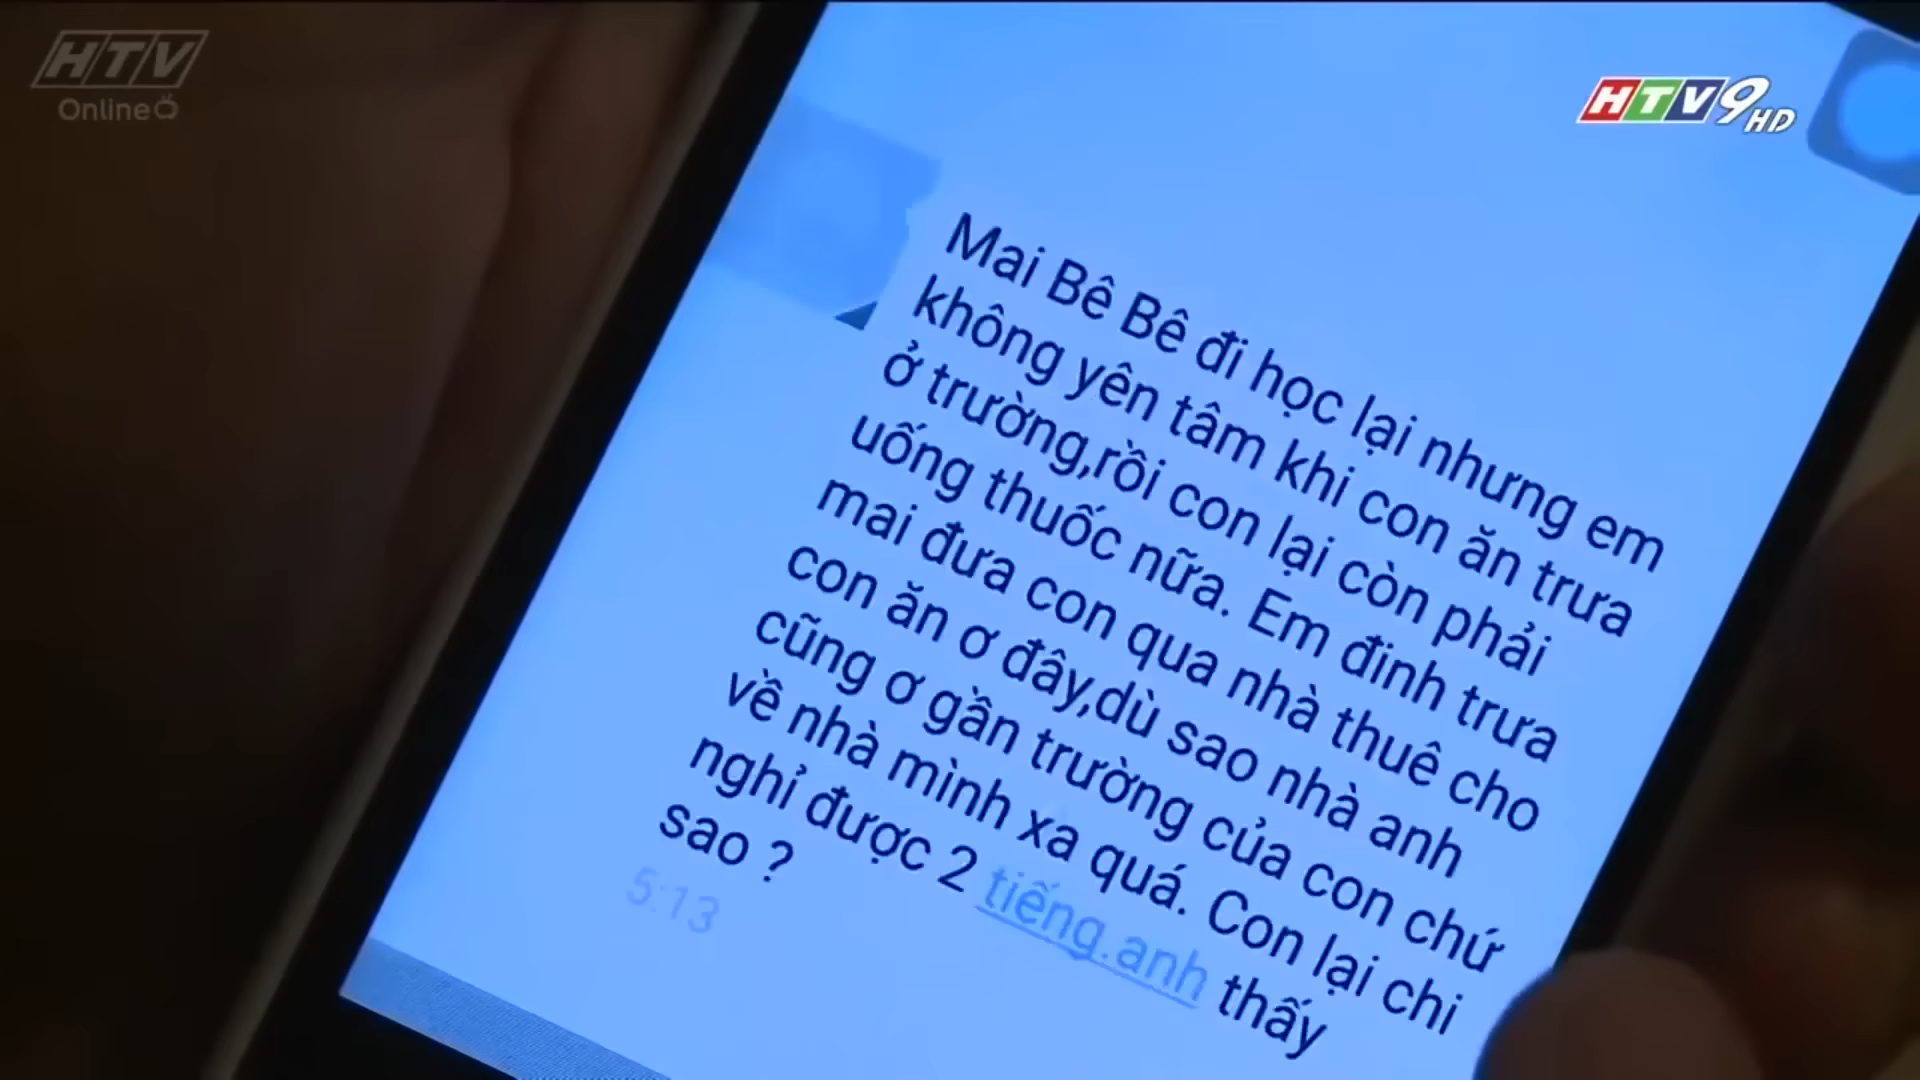 HTV
Online
HTV9 HD
Mai Bê Bê đi học lại nhưng em
không yên tâm khi con ăn trưa
ở trường,rồi con lại còn phải
uống thuốc nữa. Em đinh trưa
mai đưa con qua nhà thuê cho
con ăn ơ đây,dù sao nhà anh
cũng ơ gần trường của con chứ
về nhà mình xa quá. Con lại chi
nghỉ được 2 tiếng.anh thấy
sao ?
5:13